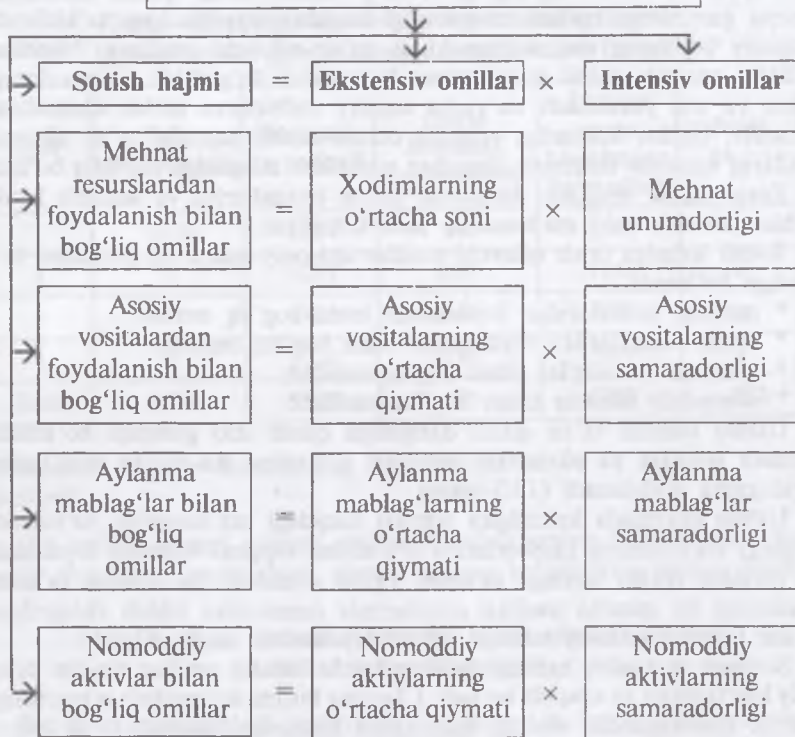 Sotish hajmi = Ekstensiv omillar × Intensiv omillar
Mehnat
resurslaridan
foydalanish bilan
bog‘liq omillar
=
Xodimlarning
o‘rtacha soni
×
Mehnat
unumdorligi
Asosiy
vositalardan
foydalanish bilan
bog‘liq omillar
=
Asosiy
vositalarning
o‘rtacha
qiymati
×
Asosiy
vositalarning
samaradorligi
Aylanma
mablag‘lar bilan
bog‘liq
omillar
=
Aylanma
mablag‘larning
o‘rtacha
qiymati
×
Aylanma
mablag‘lar
samaradorligi
Nomoddiy
aktivlar bilan
bog‘liq omillar
=
Nomoddiy
aktivlarning
o‘rtacha qiymati
×
Nomoddiy
aktivlarning
samaradorligi